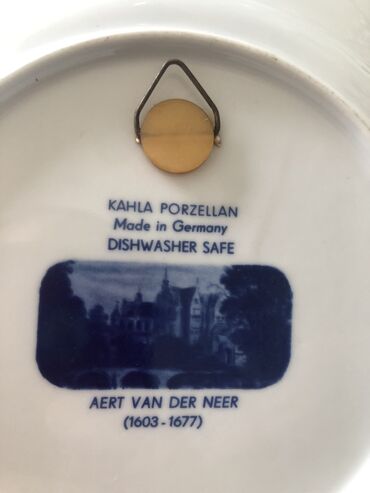 KAHLA PORZELLAN
Made in Germany
DISHWASHER SAFE
AERT VAN DER NEER
(1603-1677)